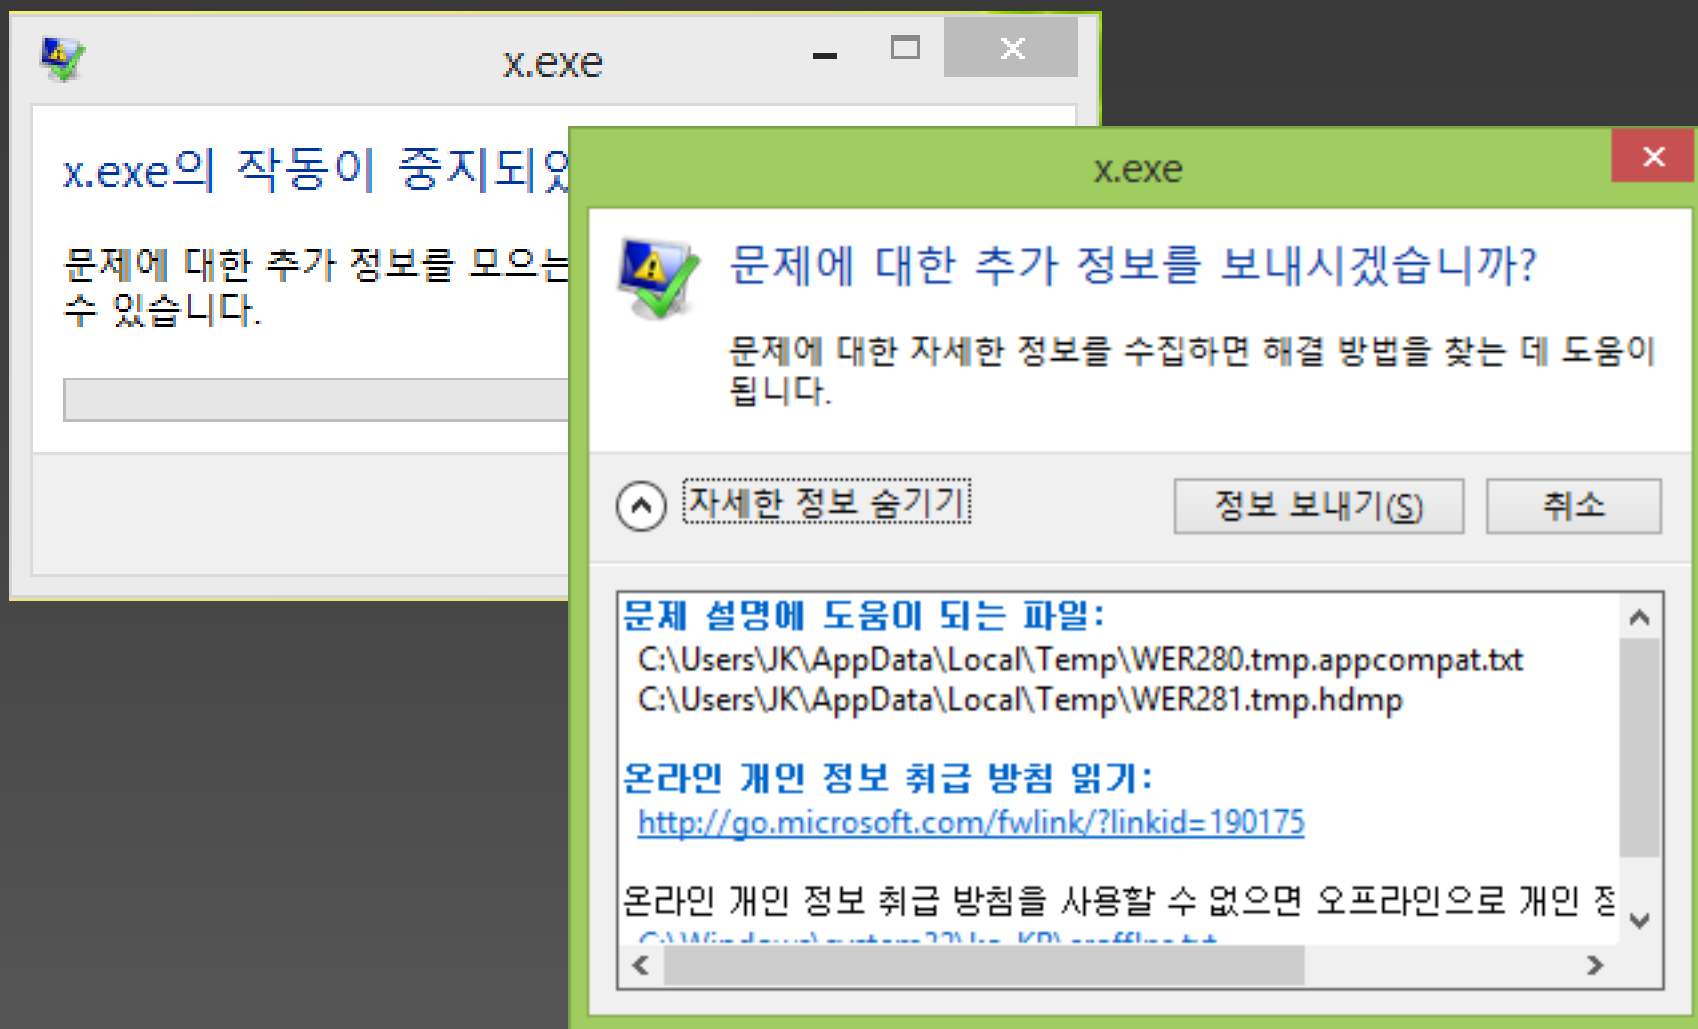 x.exe
x.exe의 작동이 중지되었
문제에 대한 추가 정보를 모으는
수 있습니다.
x.exe
문제에 대한 추가 정보를 보내시겠습니까?
문제에 대한 자세한 정보를 수집하면 해결 방법을 찾는 데 도움이
됩니다.
자세한 정보 숨기기
정보 보내기(S)
취소
문제 설명에 도움이 되는 파일:
C:\Users\JK\AppData\Local\Temp\WER280.tmp.appcompat.txt
C:\Users\JK\AppData\Local\Temp\WER281.tmp.hdmp
온라인 개인 정보 취급 방침 읽기:
http://go.microsoft.com/fwlink/?linkid=190175
온라인 개인 정보 취급 방침을 사용할 수 없으면 오프라인으로 개인 정